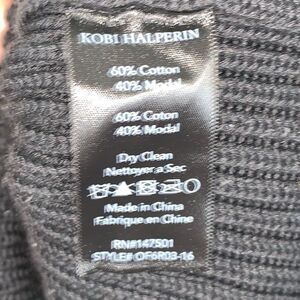 KOBI HALPERIN
60% Cotton
40% Modal
60% Coton
40% Modal
Dry Clean
Nettoyer a Sec
Made in China
Fabrique en Chine
RN#147501
STYLE# OF6R03-16